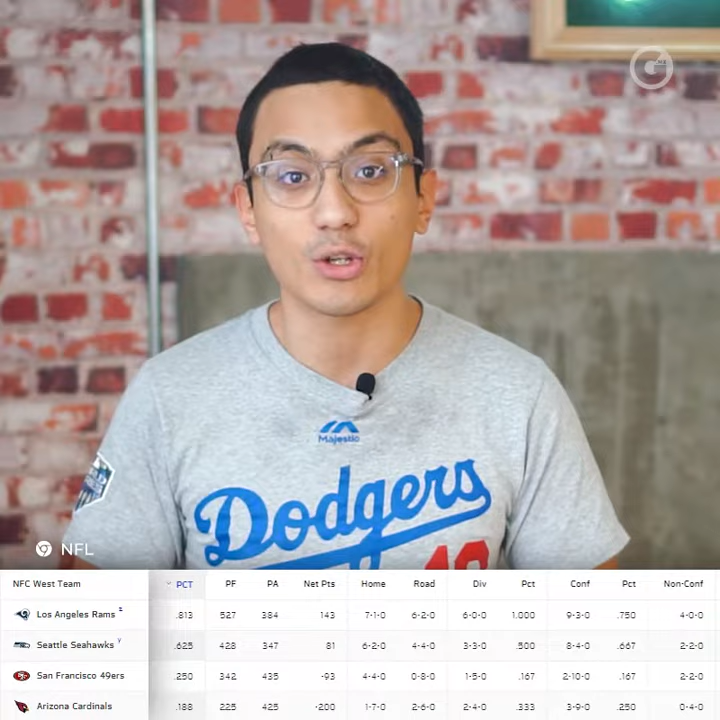 Majestic
Dodgers
NFL
NFC West Team PCT PF PA Net Pts Home Road Div Pct Conf Pct Non-Conf
Los Angeles Rams z .813 527 384 143 7-1-0 6-2-0 6-0-0 1.000 9-3-0 .750 4-0-0
Seattle Seahawks y .625 428 347 81 6-2-0 4-4-0 3-3-0 .500 8-4-0 .667 2-2-0
San Francisco 49ers .250 342 435 -93 4-4-0 0-8-0 1-5-0 .167 2-10-0 .167 2-2-0
Arizona Cardinals .188 225 425 -200 1-7-0 2-6-0 2-4-0 .333 3-9-0 .250 0-4-0